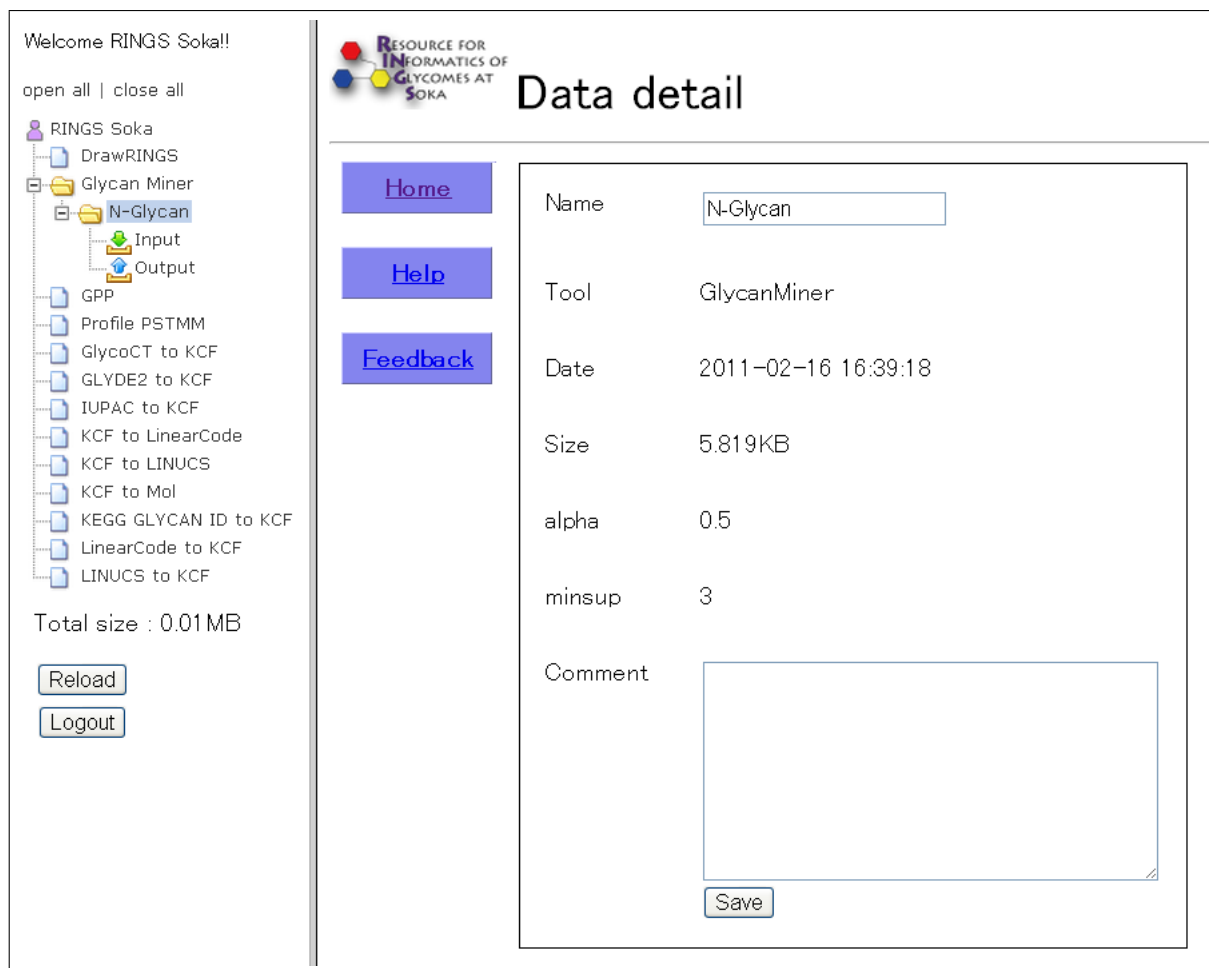 Welcome RINGS Soka!!
open all | close all
RINGS Soka
DrawRINGS
Glycan Miner
N-Glycan
Input
Output
GPP
Profile PSTMM
GlycoCT to KCF
GLYDE2 to KCF
IUPAC to KCF
KCF to LinearCode
KCF to LINUCS
KCF to Mol
KEGG GLYCAN ID to KCF
LinearCode to KCF
LINUCS to KCF
Total size : 0.01MB
Reload
Logout
RESOURCE FOR
INFORMATICS OF
GLYCOMES AT
SOKA
Data detail
Home
Help
Feedback
Name N-Glycan
Tool GlycanMiner
Date 2011-02-16 16:39:18
Size 5.819KB
alpha 0.5
minsup 3
Comment
Save